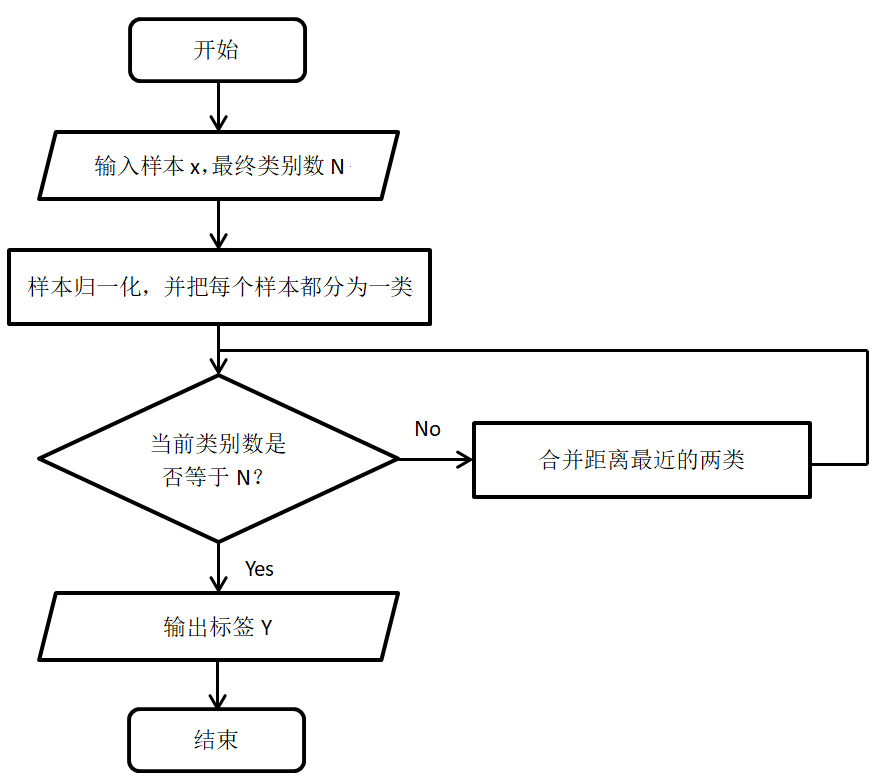 开始
输入样本 x，最终类别数 N
样本归一化，并把每个样本都分为一类
当前类别数是
否等于 N？
No
合并距离最近的两类
Yes
输出标签 Y
结束